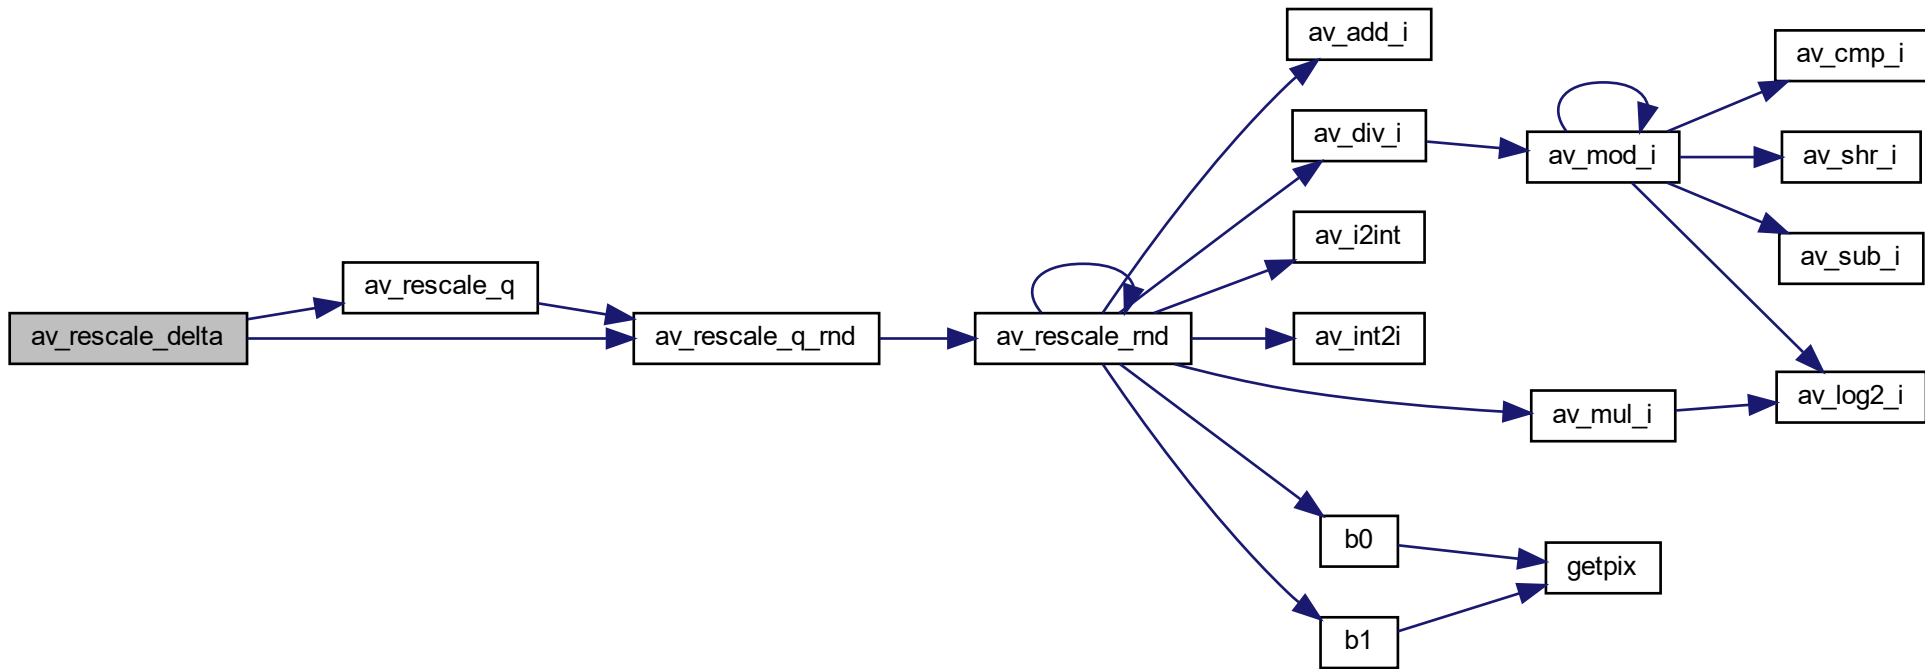 av_rescale_delta
av_rescale_q
av_rescale_q_rnd
av_rescale_rnd
av_add_i
av_div_i
av_i2int
av_int2i
av_mul_i
b0
b1
av_mod_i
getpix
av_cmp_i
av_shr_i
av_sub_i
av_log2_i